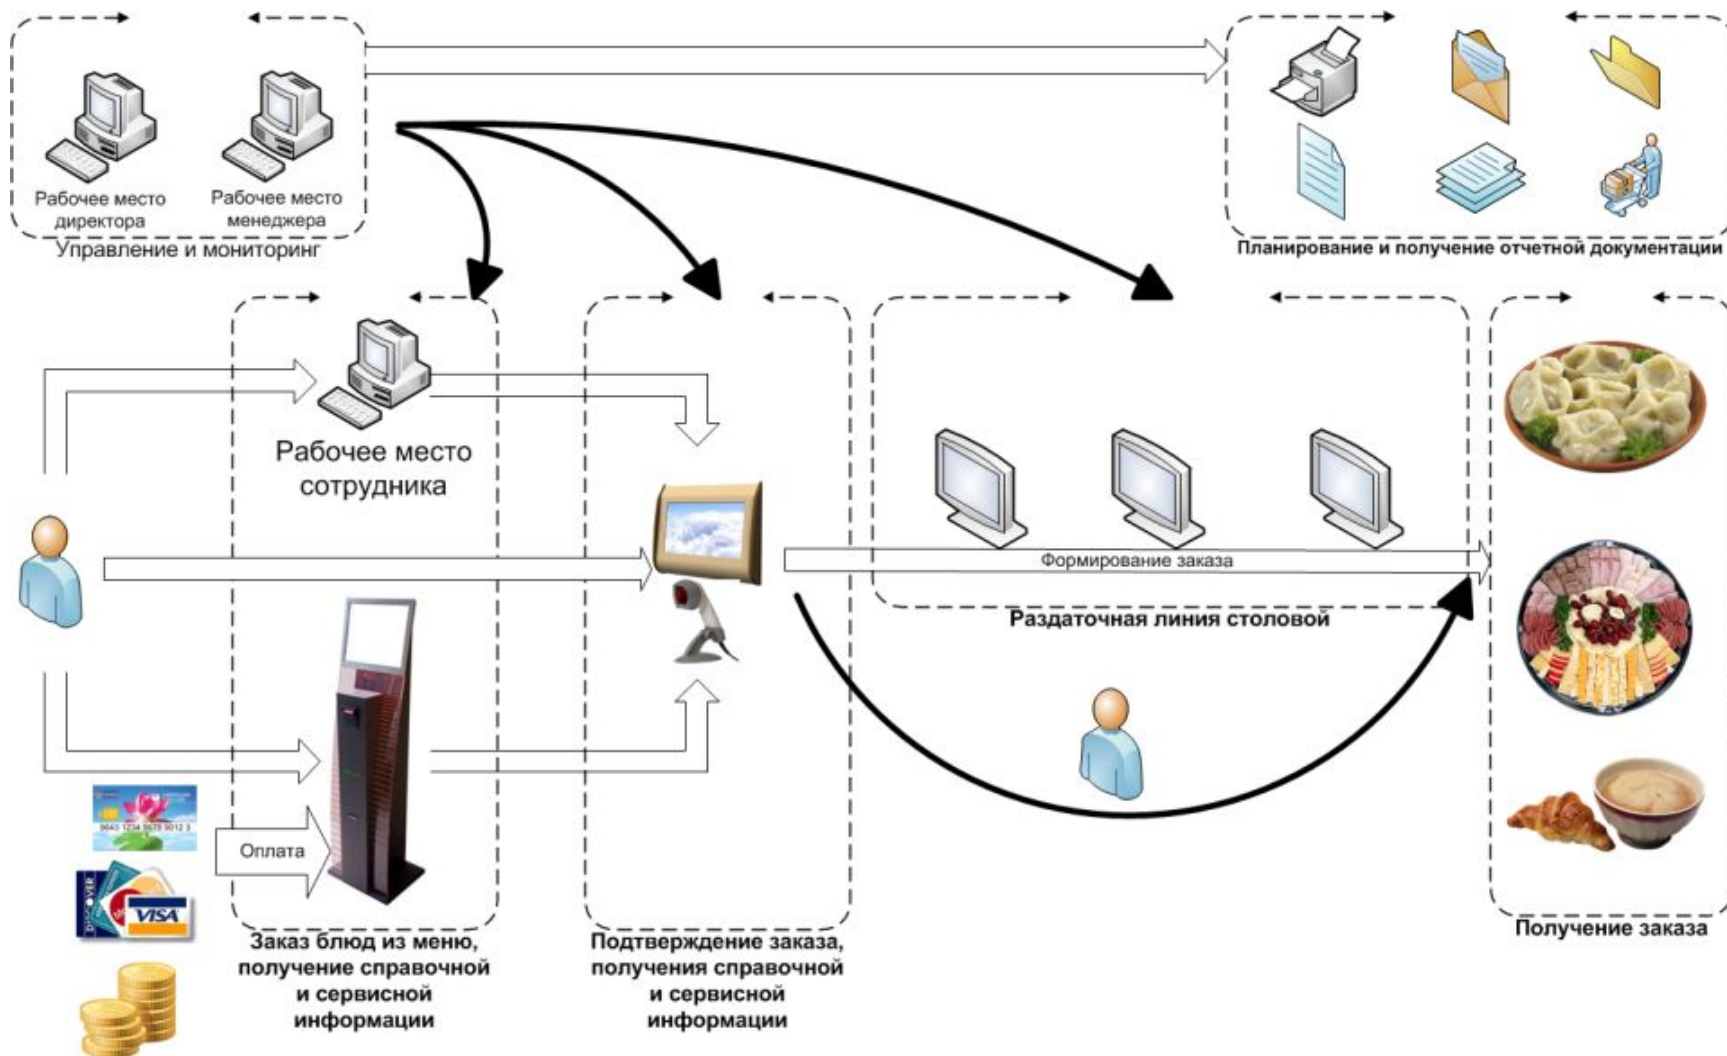 Рабочее место
директора
Рабочее место
менеджера
Управление и мониторинг
Планирование и получение отчетной документации
Рабочее место
сотрудника
Формирование заказа
Раздаточная линия столовой
Оплата
DISCOVER
VISA
Заказ блюд из меню,
получение справочной
и сервисной
информации
Подтверждение заказа,
получения справочной
и сервисной
информации
Получение заказа